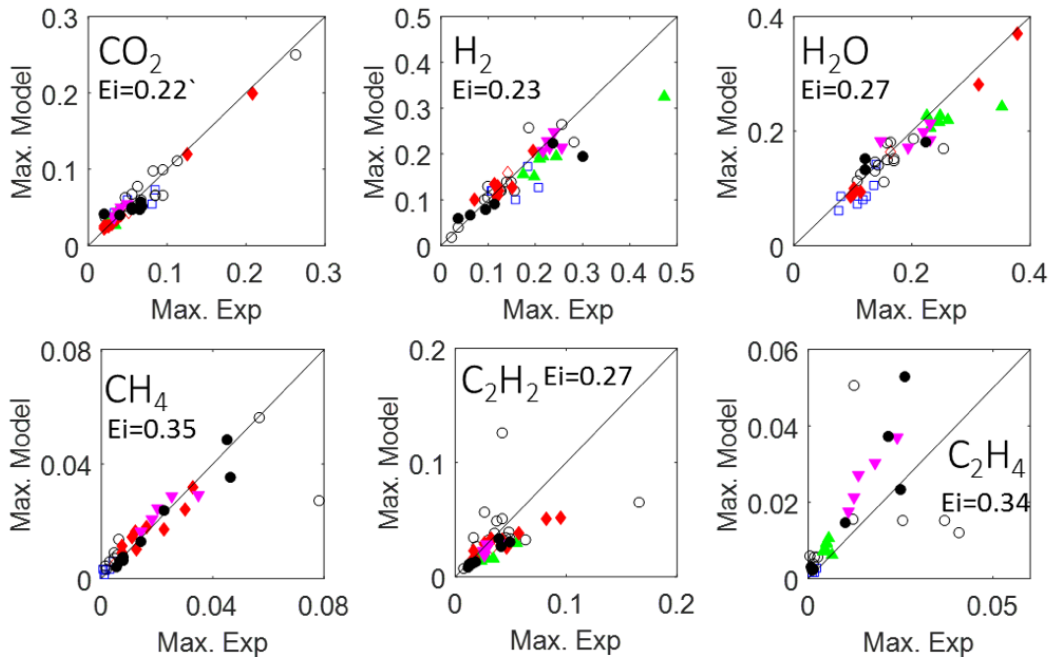 0.3
CO2
Ei=0.22`
Max. Model
0.2
0.1
0
0
0.1
0.2
0.3
Max. Exp
0.5
H2
Ei=0.23
Max. Model
0.4
0.3
0.2
0.1
0
0
0.1
0.2
0.3
0.4
0.5
Max. Exp
0.4
H2O
Ei=0.27
Max. Model
0.2
0
0
0.2
0.4
Max. Exp
0.08
CH4
Ei=0.35
Max. Model
0.04
0
0
0.04
0.08
Max. Exp
0.2
C2H2 Ei=0.27
Max. Model
0.1
0
0
0.1
0.2
Max. Exp
0.06
Max. Model
0.04
C2H4
Ei=0.34
0.02
0
0
0.05
Max. Exp